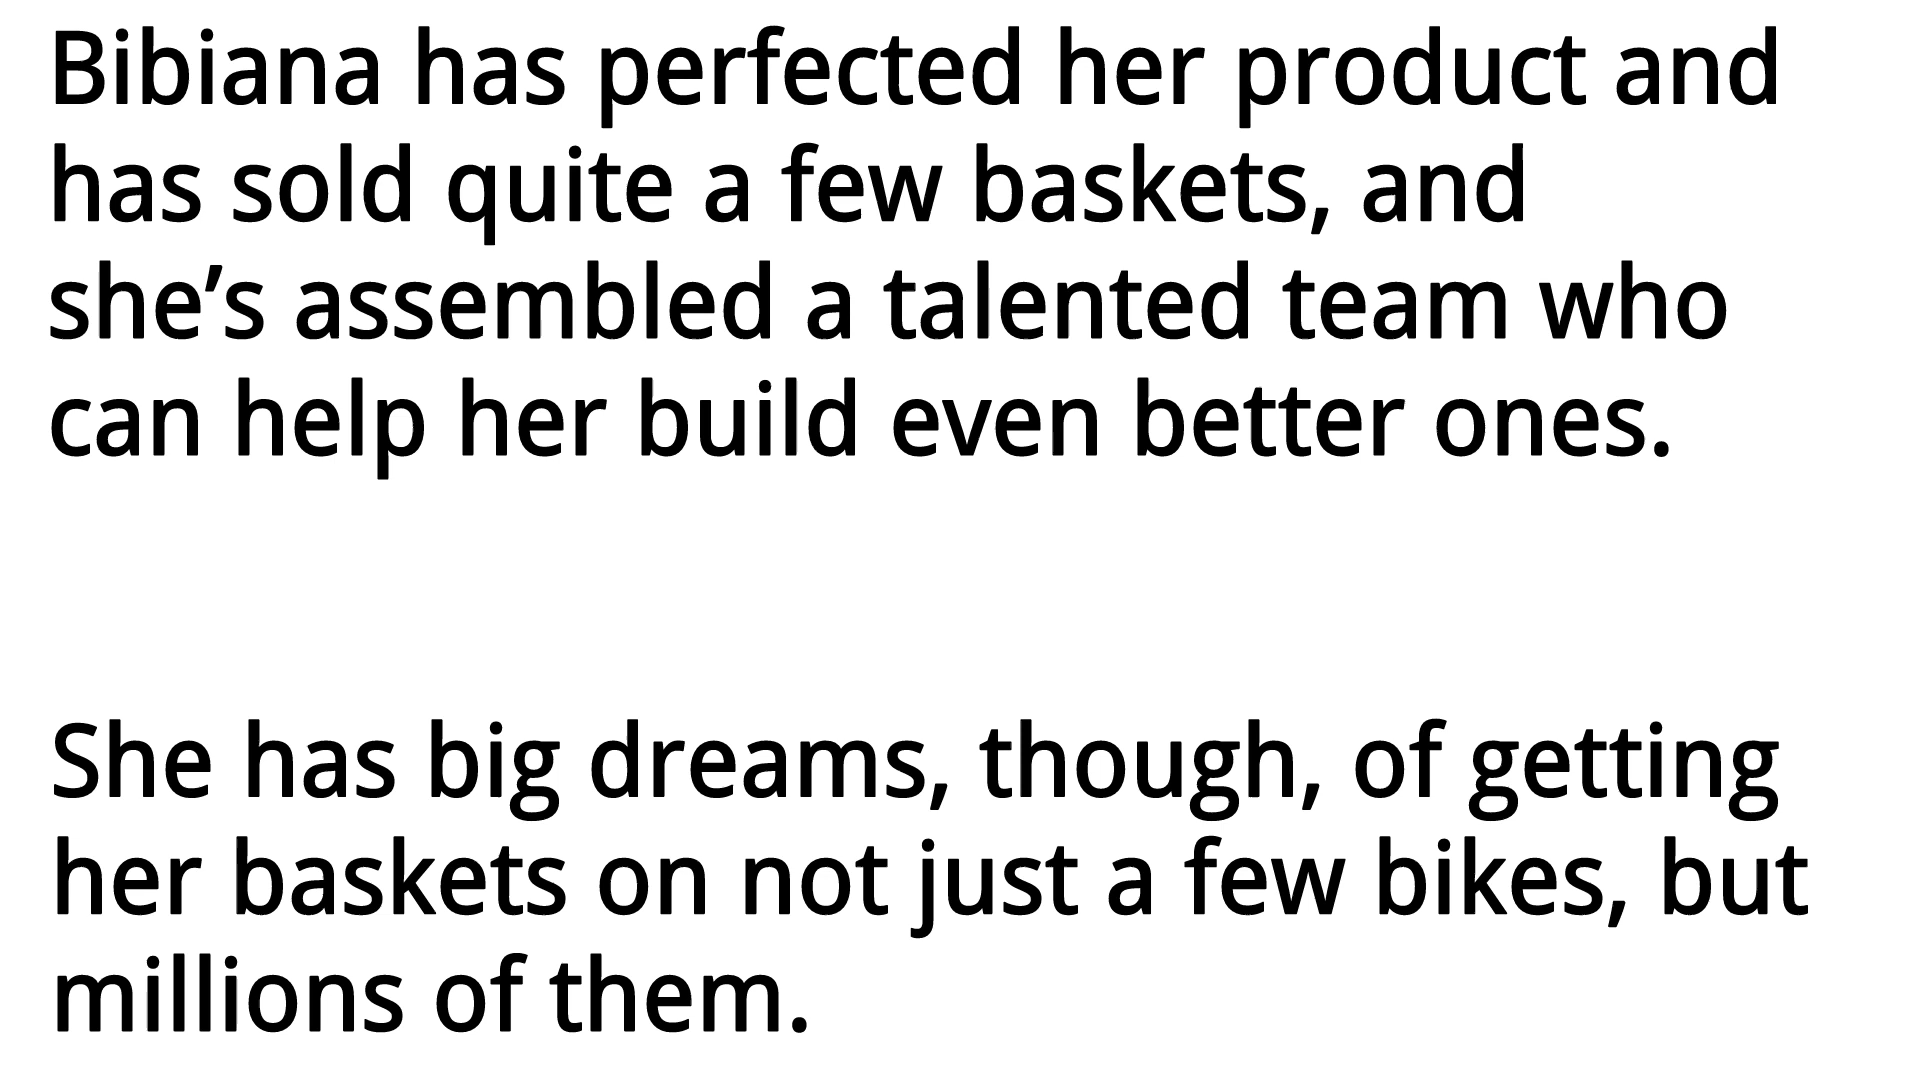 Bibiana has perfected her product and
has sold quite a few baskets, and
she’s assembled a talented team who
can help her build even better ones.
She has big dreams, though, of getting
her baskets on not just a few bikes, but
millions of them.